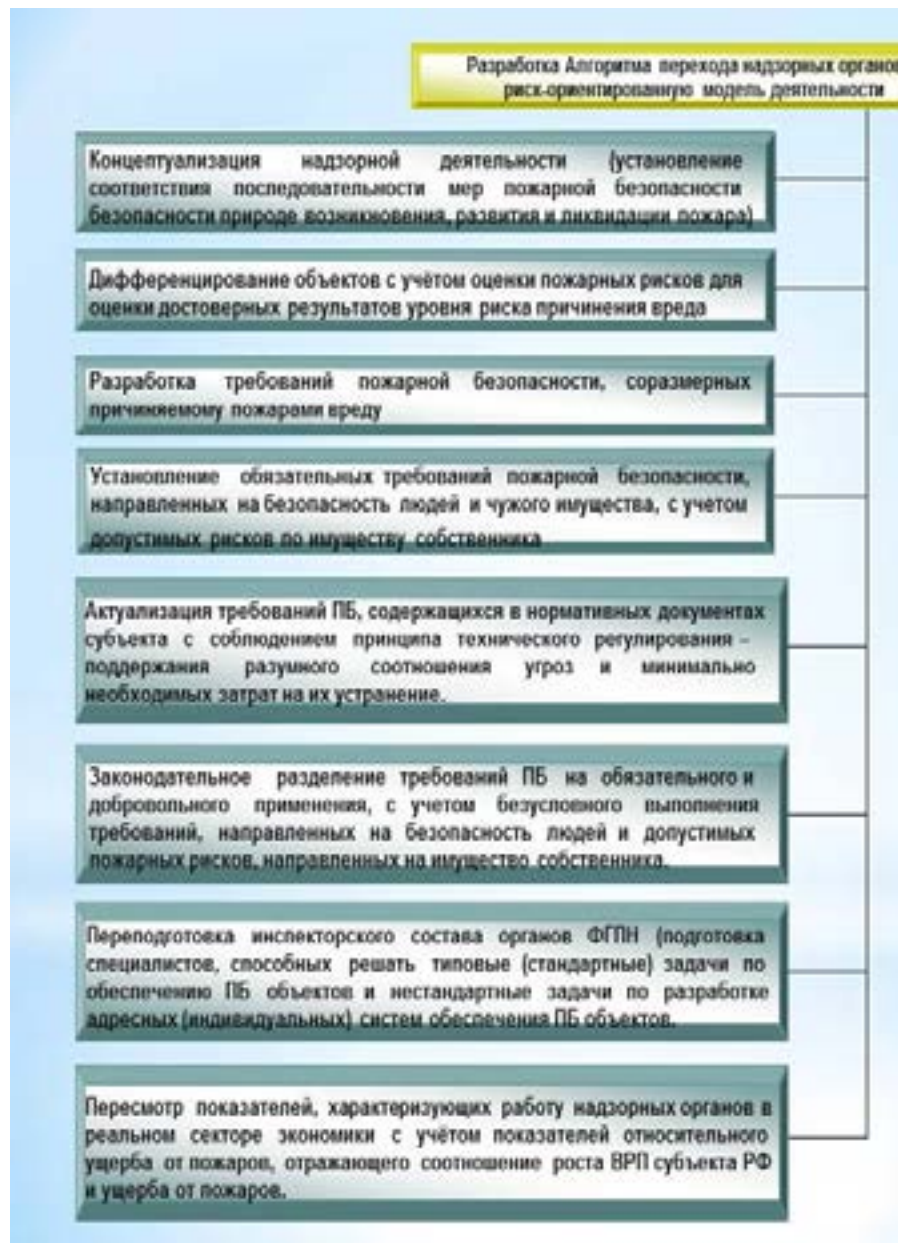 Разработка Алгоритма перехода надзорных органо
риск-ориентированную модель деятельности
Концептуализация надзорной деятельности (установление
соответствия последовательности мер пожарной безопасности
безопасности природе возникновения, развития и ликвидации пожара)
Дифференцирование объектов с учётом оценки пожарных рисков для
оценки достоверных результатов уровня риска причинения вреда
Разработка требований пожарной безопасности, соразмерных
причиняемому пожарами вреду
Установление обязательных требований пожарной безопасности,
направленных на безопасность людей и чужого имущества, с учетом
допустимых рисков по имуществу собственника
Актуализация требований ПБ, содержащихся в нормативных документах
субъекта с соблюдением принципа технического регулирования –
поддержания разумного соотношения угроз и минимально
необходимых затрат на их устранение.
Законодательное разделение требований ПБ на обязательного и
добровольного применения, с учетом безусловного выполнения
требований, направленных на безопасность людей и допустимых
пожарных рисков, направленных на имущество собственника.
Переподготовка инспекторского состава органов ФГПН (подготовка
специалистов, способных решать типовые (стандартные) задачи по
обеспечению ПБ объектов и нестандартные задачи по разработке
адресных (индивидуальных) систем обеспечения ПБ объектов.
Пересмотр показателей, характеризующих работу надзорных органов в
реальном секторе экономики с учётом показателей относительного
ущерба от пожаров, отражающего соотношение роста ВРП субъекта РФ
и ущерба от пожаров.